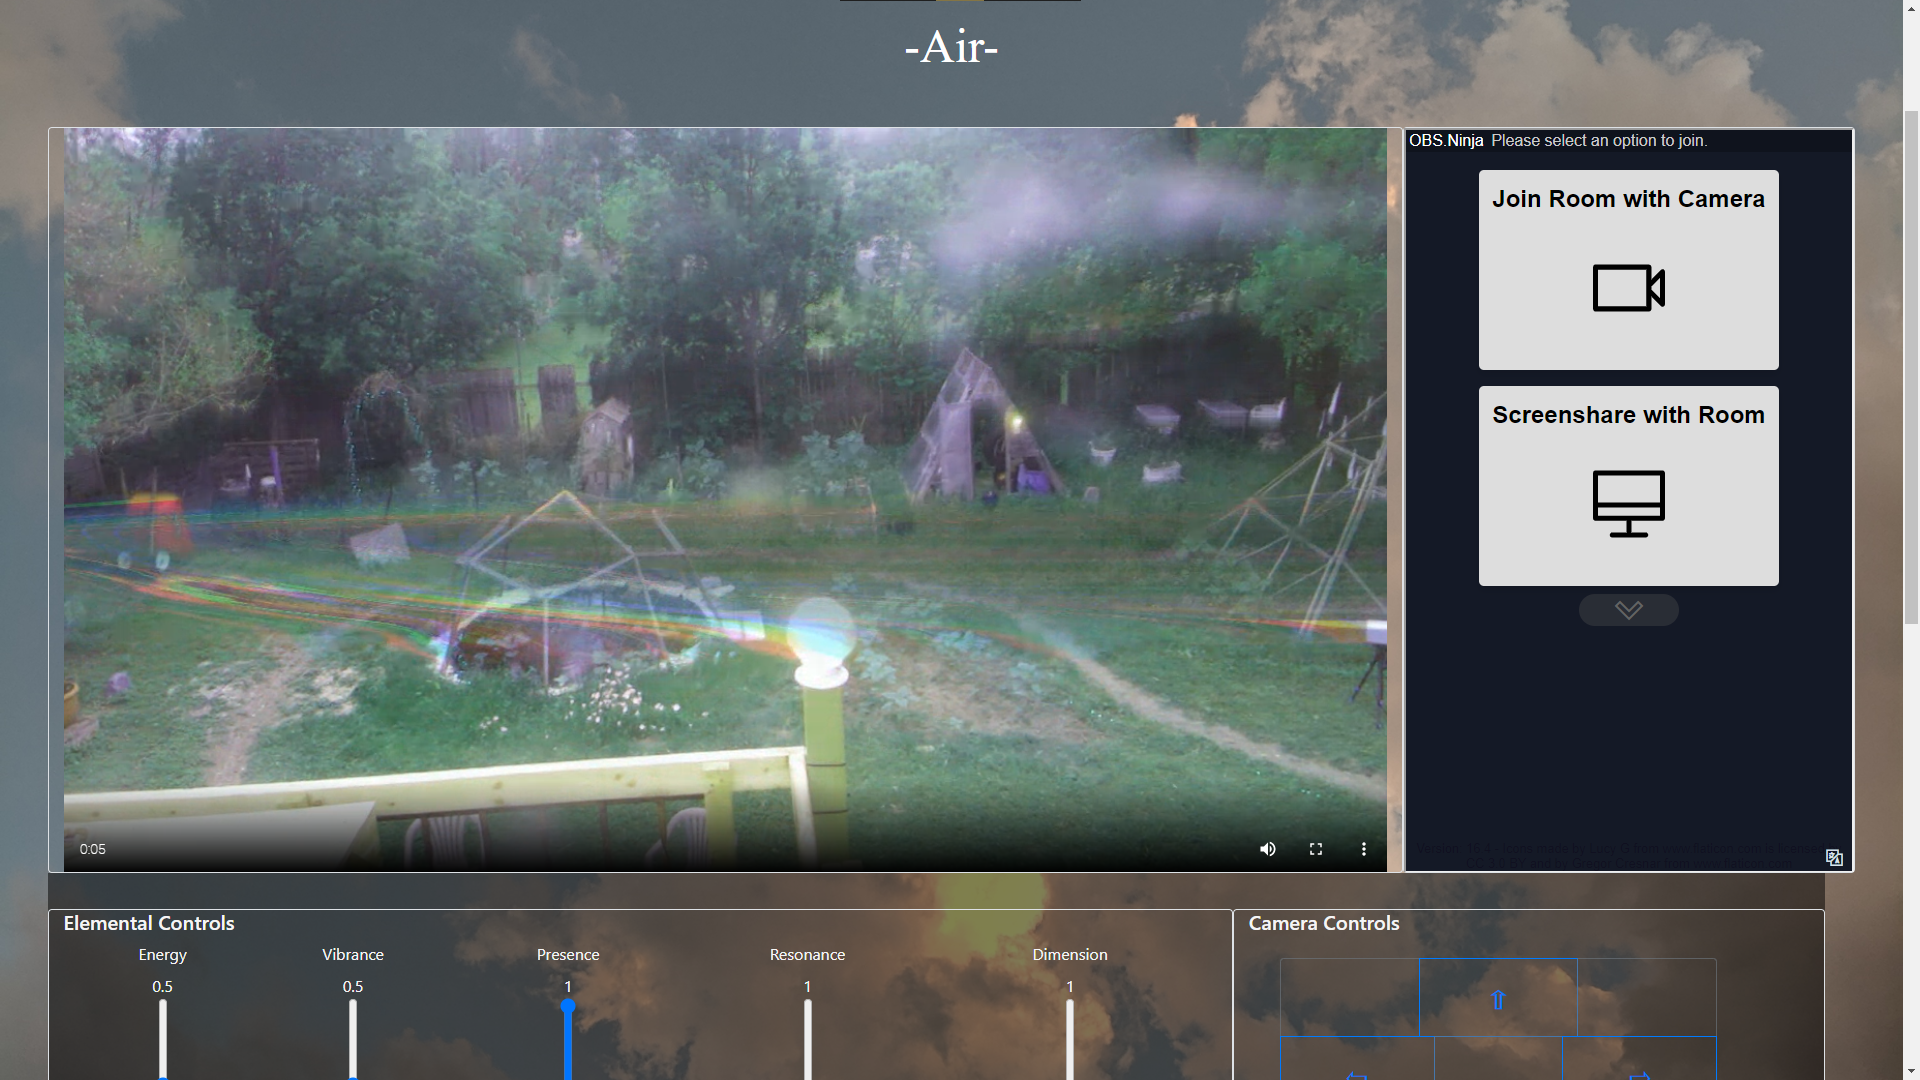 -Air-
OBS.Ninja Please select an option to join.
Join Room with Camera
Screenshare with Room
0:05
Elemental Controls
Energy
Vibrance
Presence
Resonance
Dimension
0.5
0.5
1
1
1
Camera Controls